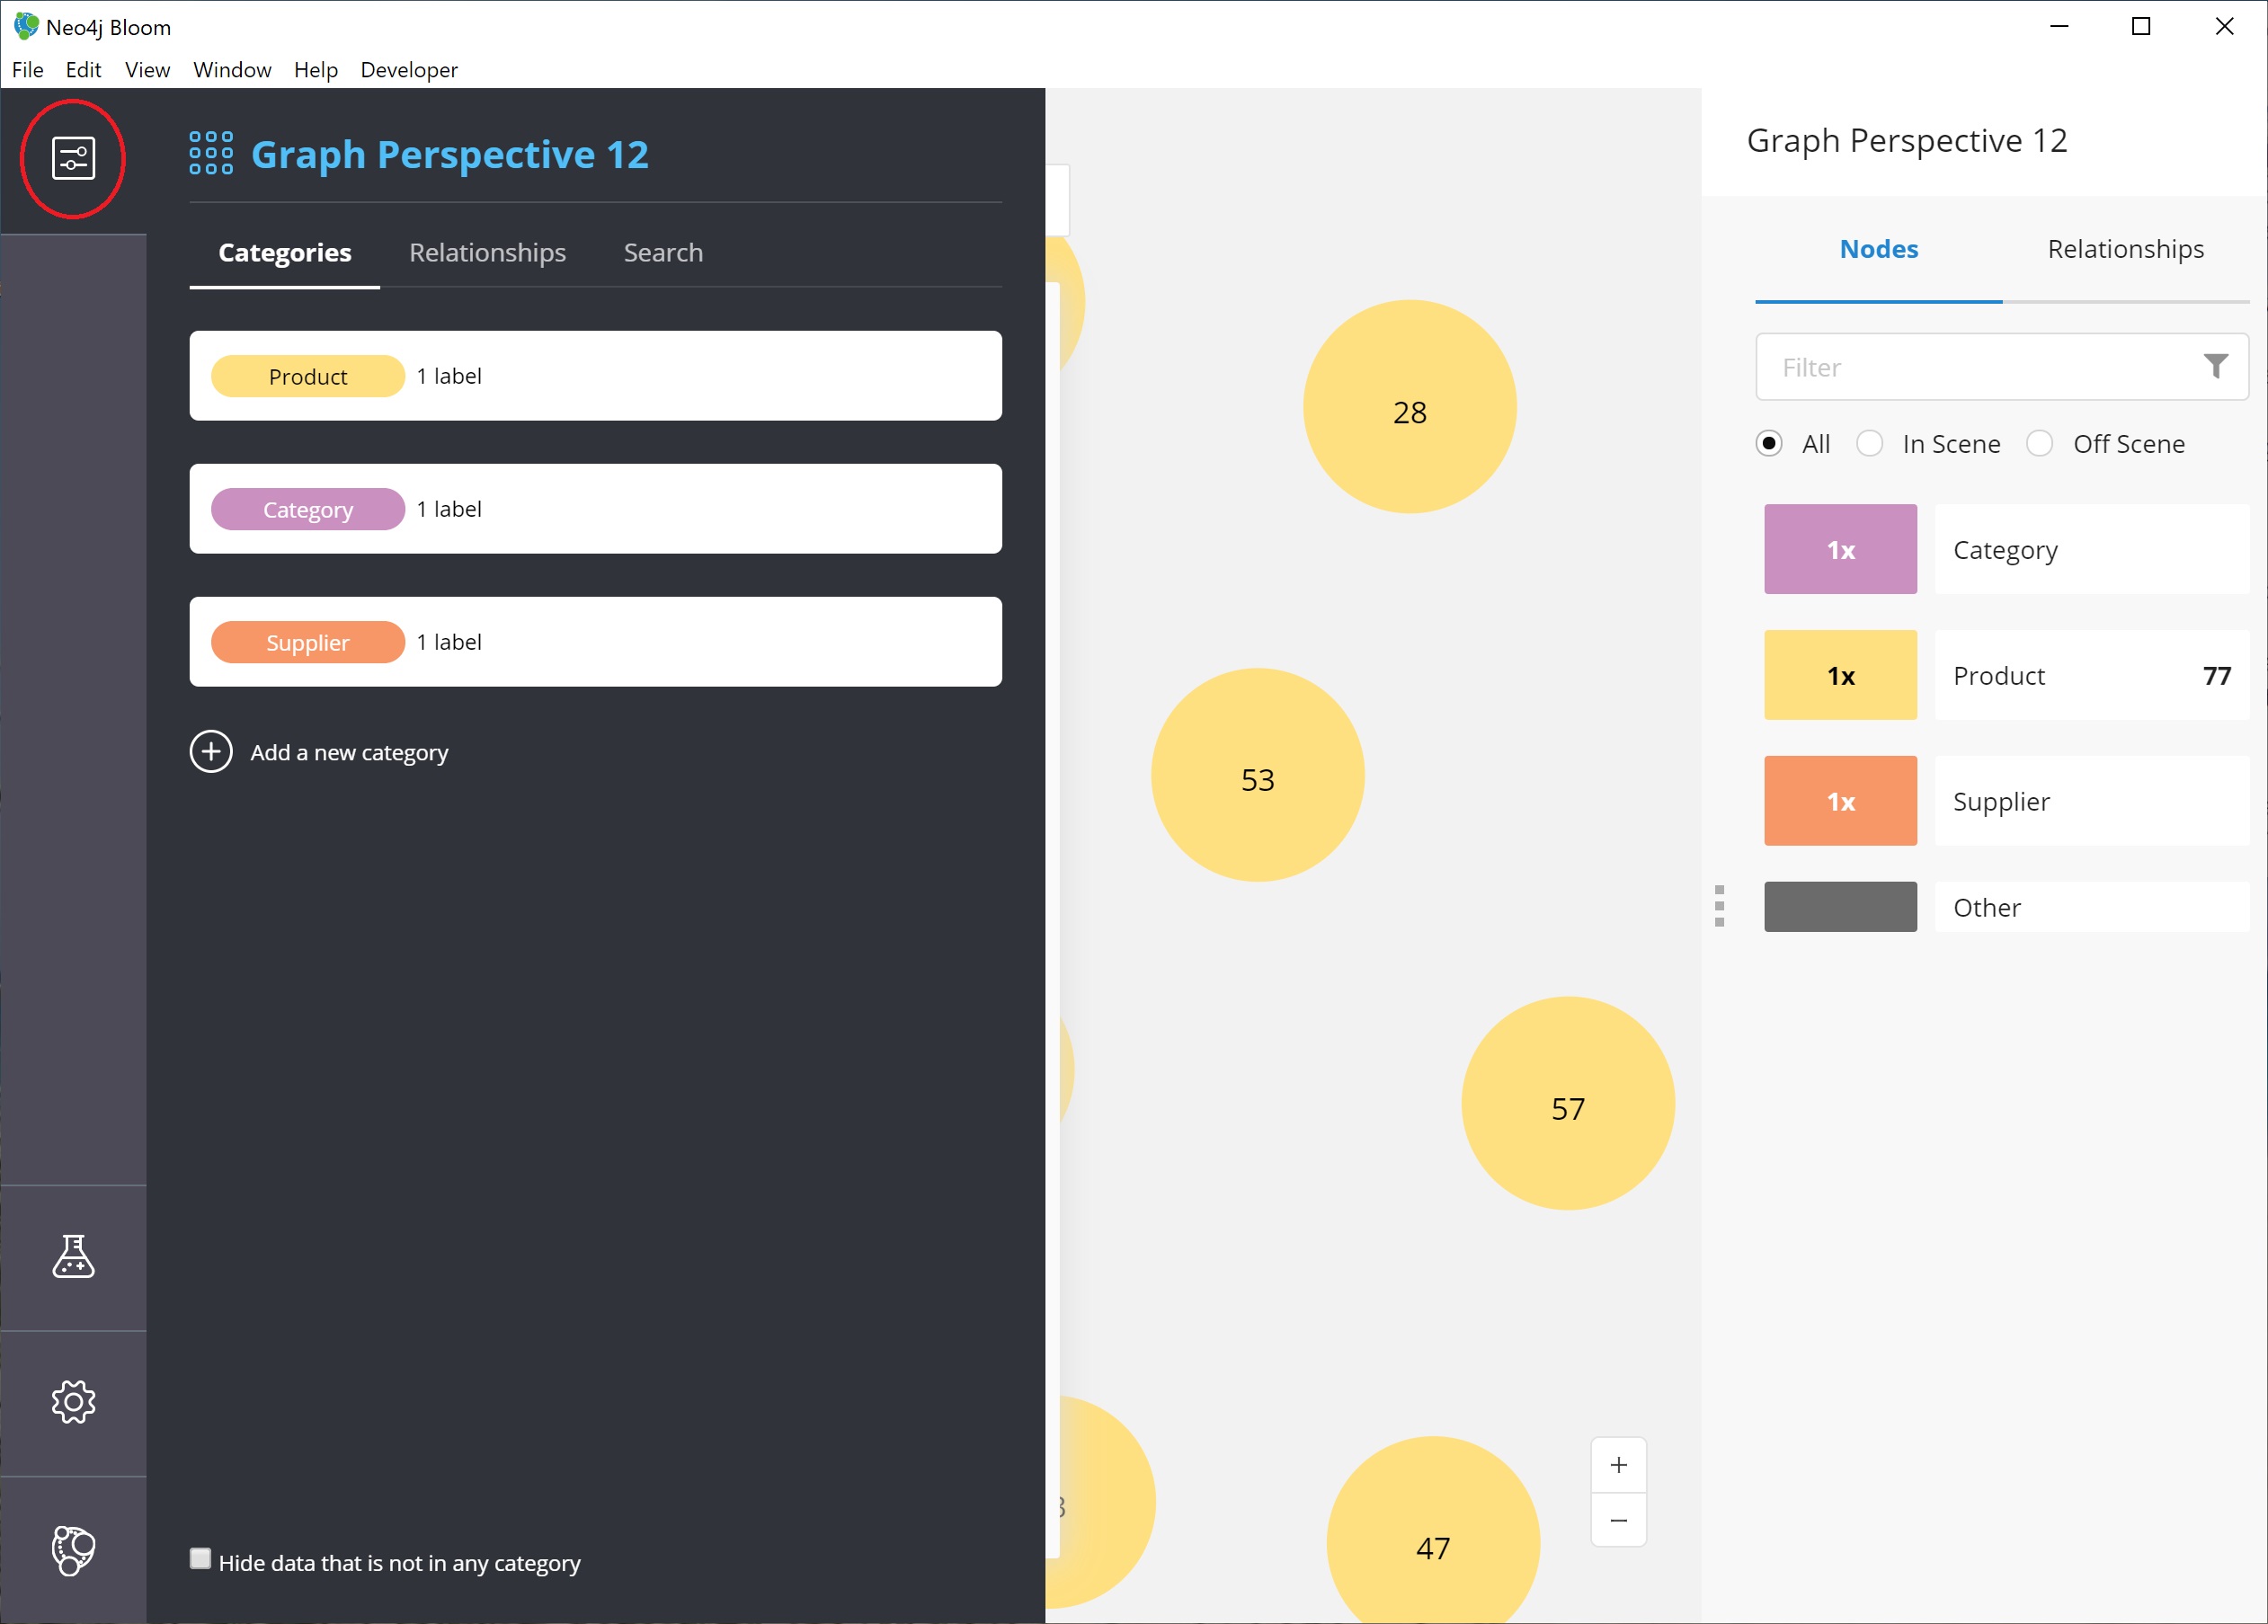 Neo4j Bloom
File Edit View Window Help Developer
Graph Perspective 12
Categories Relationships Search
Product 1 label
Category 1 label
Supplier 1 label
Add a new category
Hide data that is not in any category
28
53
57
47
+
−
Graph Perspective 12
Nodes Relationships
Filter
All In Scene Off Scene
1x Category
1x Product 77
1x Supplier
Other